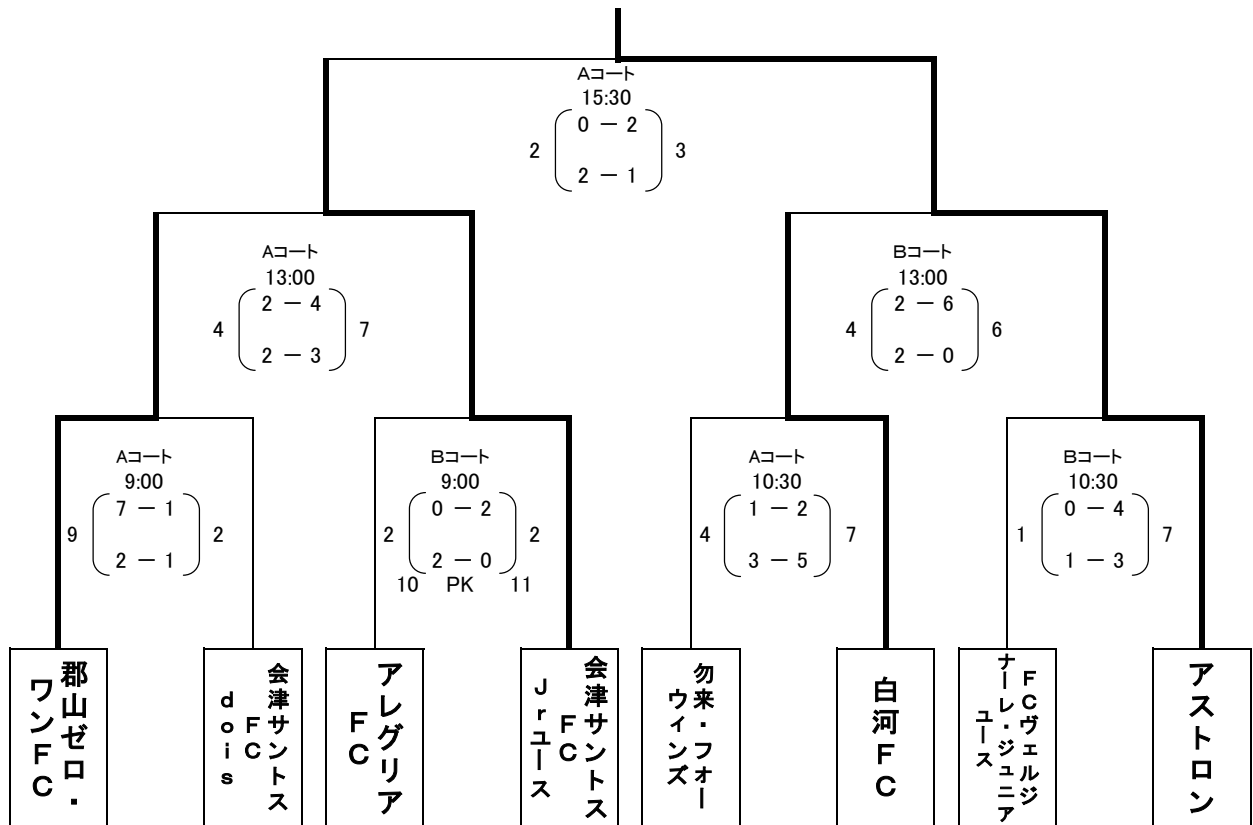 Aコート
15:30
0 － 2
2 3
2 － 1
Aコート
13:00
2 － 4
4 7
2 － 3
Bコート
13:00
2 － 6
4 6
2 － 0
Aコート
9:00
7 － 1
9 2
2 － 1
Bコート
9:00
0 － 2
2 2
2 － 0
10 PK 11
Aコート
10:30
1 － 2
4 7
3 － 5
Bコート
10:30
0 － 4
1 7
1 － 3
郡山ゼロ・
ワンFC
会津サントス
FC
dois
アレグリア
FC
会津サントス
FC
Jrユース
勿来・フォー
ウィンズ
白河FC
FCヴェルジ
ナーレ・ジュニア
ユース
アストロン